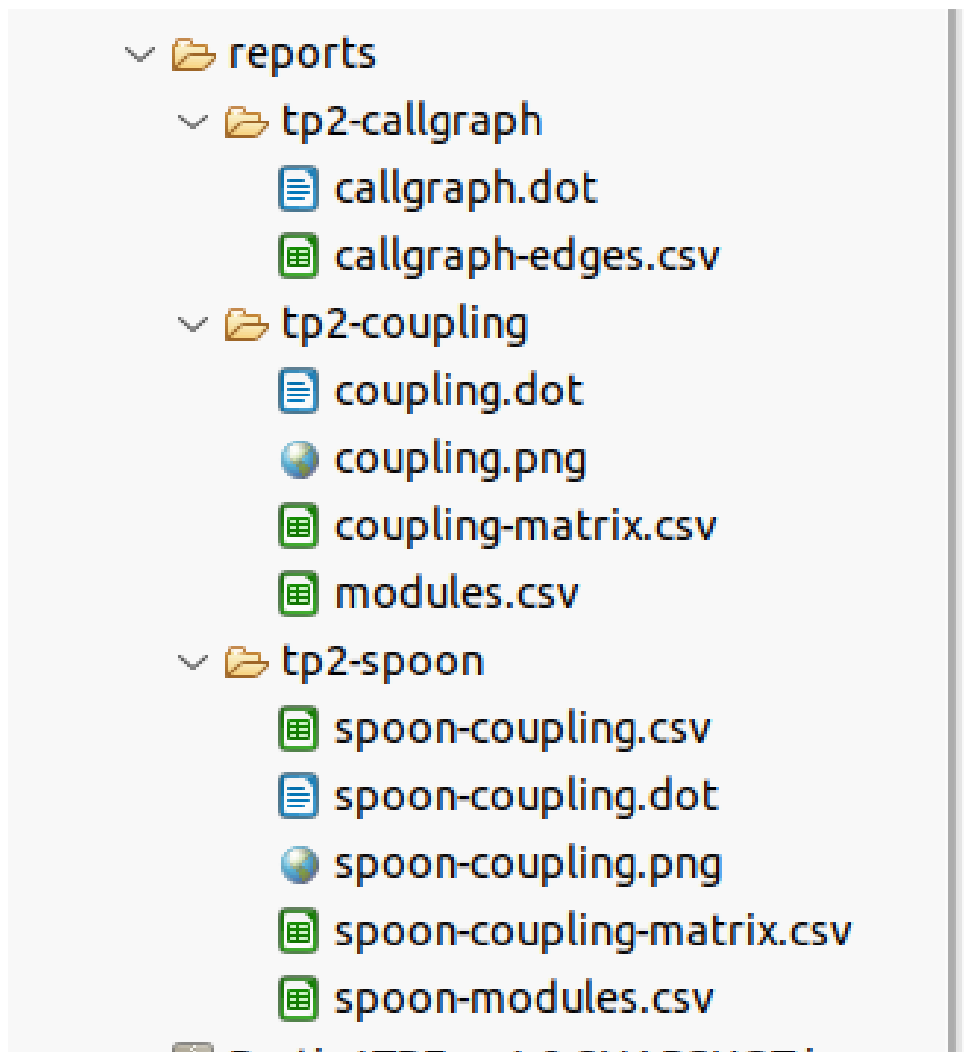 reports
tp2-callgraph
callgraph.dot
callgraph-edges.csv
tp2-coupling
coupling.dot
coupling.png
coupling-matrix.csv
modules.csv
tp2-spoon
spoon-coupling.csv
spoon-coupling.dot
spoon-coupling.png
spoon-coupling-matrix.csv
spoon-modules.csv